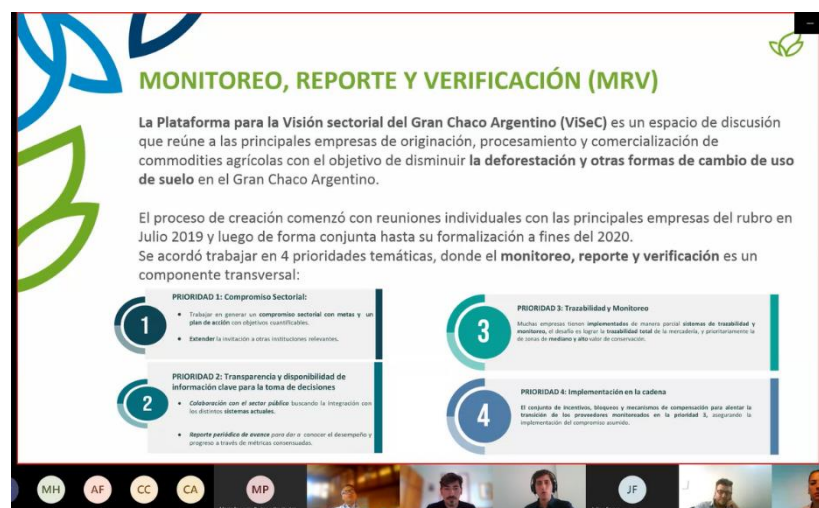 MONITOREO, REPORTE Y VERIFICACIÓN (MRV)
La Plataforma para la Visión sectorial del Gran Chaco Argentino (ViSeC) es un espacio de discusión
que reúne a las principales empresas de originación, procesamiento y comercialización de
commodities agrícolas con el objetivo de disminuir la deforestación y otras formas de cambio de uso
de suelo en el Gran Chaco Argentino.
El proceso de creación comenzó con reuniones individuales con las principales empresas del rubro en
Julio 2019 y luego de forma conjunta hasta su formalización a fines del 2020.
Se acordó trabajar en 4 prioridades temáticas, donde el monitoreo, reporte y verificación es un
componente transversal:
1
PRIORIDAD 1: Compromiso Sectorial:
● Trabajar en generar un compromiso sectorial con metas y un
plan de acción con objetivos cuantificables.
● Extender la invitación a otras instituciones relevantes.
2
PRIORIDAD 2: Transparencia y disponibilidad de
información clave para la toma de decisiones
● Colaboración con el sector público buscando la integración con
los distintos sistemas actuales.
● Reporte periódico de avance para dar a conocer el desempeño y
progreso a través de métricas consensuadas.
3
PRIORIDAD 3: Trazabilidad y Monitoreo
Muchas empresas tienen implementados de manera parcial sistemas de trazabilidad y
monitoreo, el desafío es lograr la trazabilidad total de la mercadería, y prioritariamente la
de zonas de mediano y alto valor de conservación.
4
PRIORIDAD 4: Implementación en la cadena
El conjunto de incentivos, bloqueos y mecanismos de compensación para alentar la
transición de los proveedores monitoreados en la prioridad 3, asegurando la
implementación del compromiso asumido.
MH AF CC CA MP JF